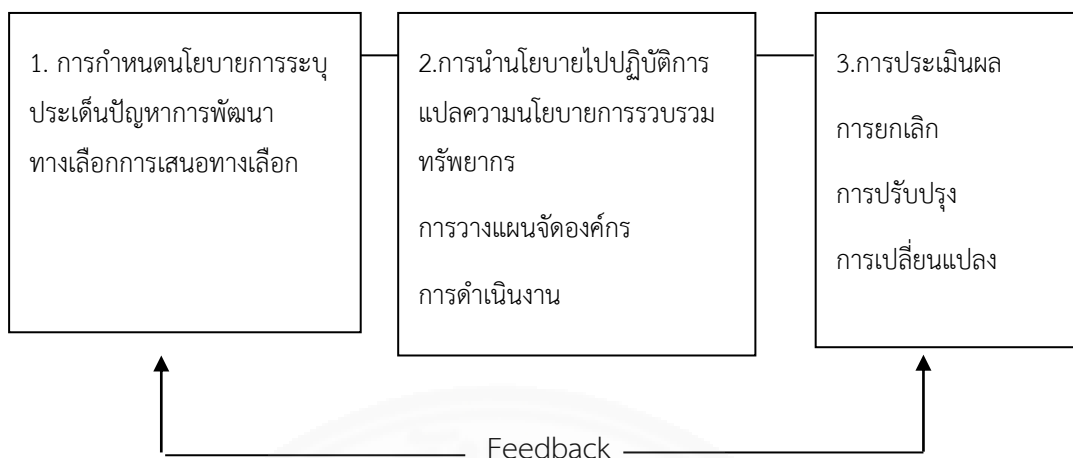 1. การกำหนดนโยบายการระบุ
ประเด็นปัญหาการพัฒนา
ทางเลือกการเสนอทางเลือก
2.การนำนโยบายไปปฏิบัติการ
แปลความนโยบายการรวบรวม
ทรัพยากร
การวางแผนจัดองค์กร
การดำเนินงาน
3.การประเมินผล
การยกเลิก
การปรับปรุง
การเปลี่ยนแปลง
Feedback